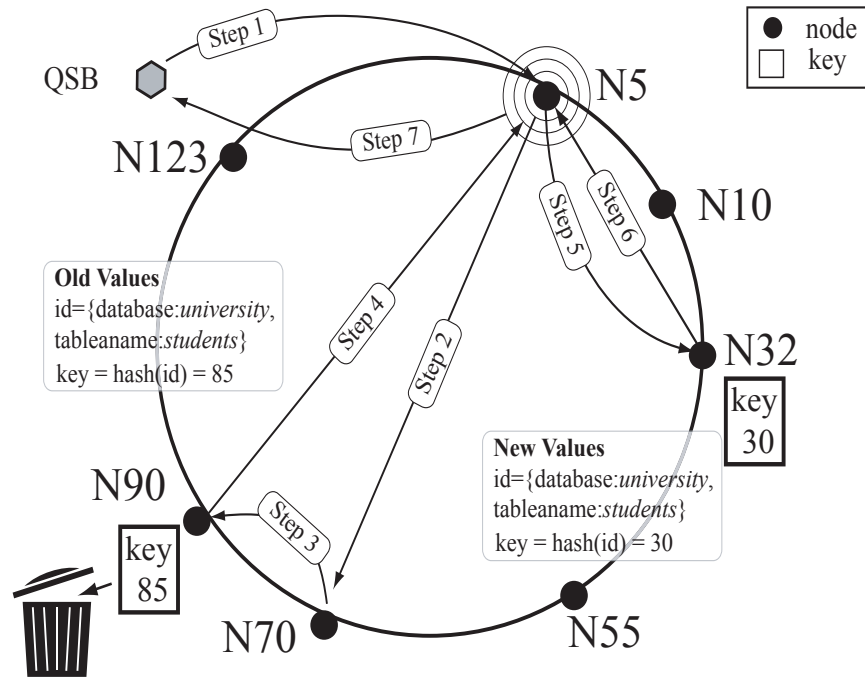 QSB
Step 1
N5
node
key
Step 7
N123
N10
Step 5
Step 6
Old Values
id={database:university,
tableaname:students}
key = hash(id) = 85
Step 4
Step 2
N32
key
30
New Values
id={database:university,
tableaname:students}
key = hash(id) = 30
N90
Step 3
key
85
N70
N55